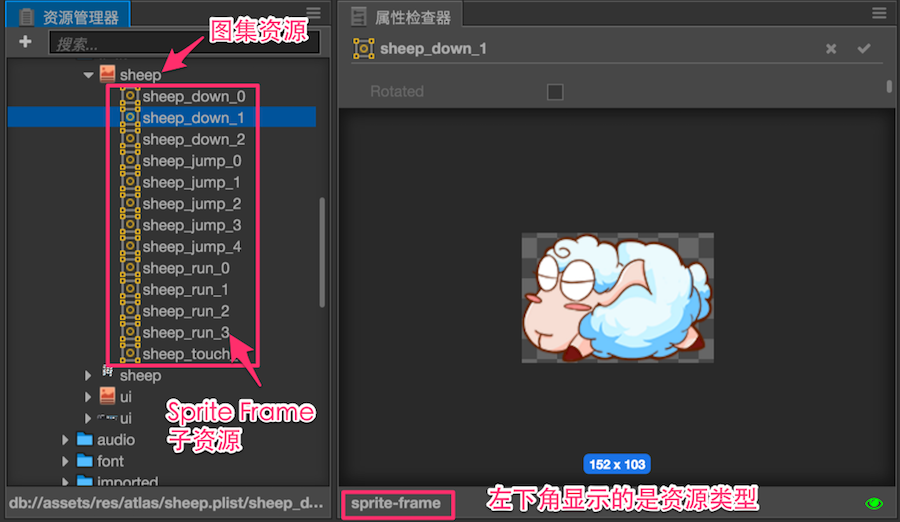 资源管理器
搜索...
图集资源
sheep
sheep_down_0
sheep_down_1
sheep_down_2
sheep_jump_0
sheep_jump_1
sheep_jump_2
sheep_jump_3
sheep_jump_4
sheep_run_0
sheep_run_1
sheep_run_2
sheep_run_3
sheep_touch
sheep
ui
ui
audio
font
imported
Sprite Frame
子资源
db://assets/res/atlas/sheep.plist/sheep_d...
属性检查器
sheep_down_1
Rotated
152 x 103
sprite-frame
左下角显示的是资源类型